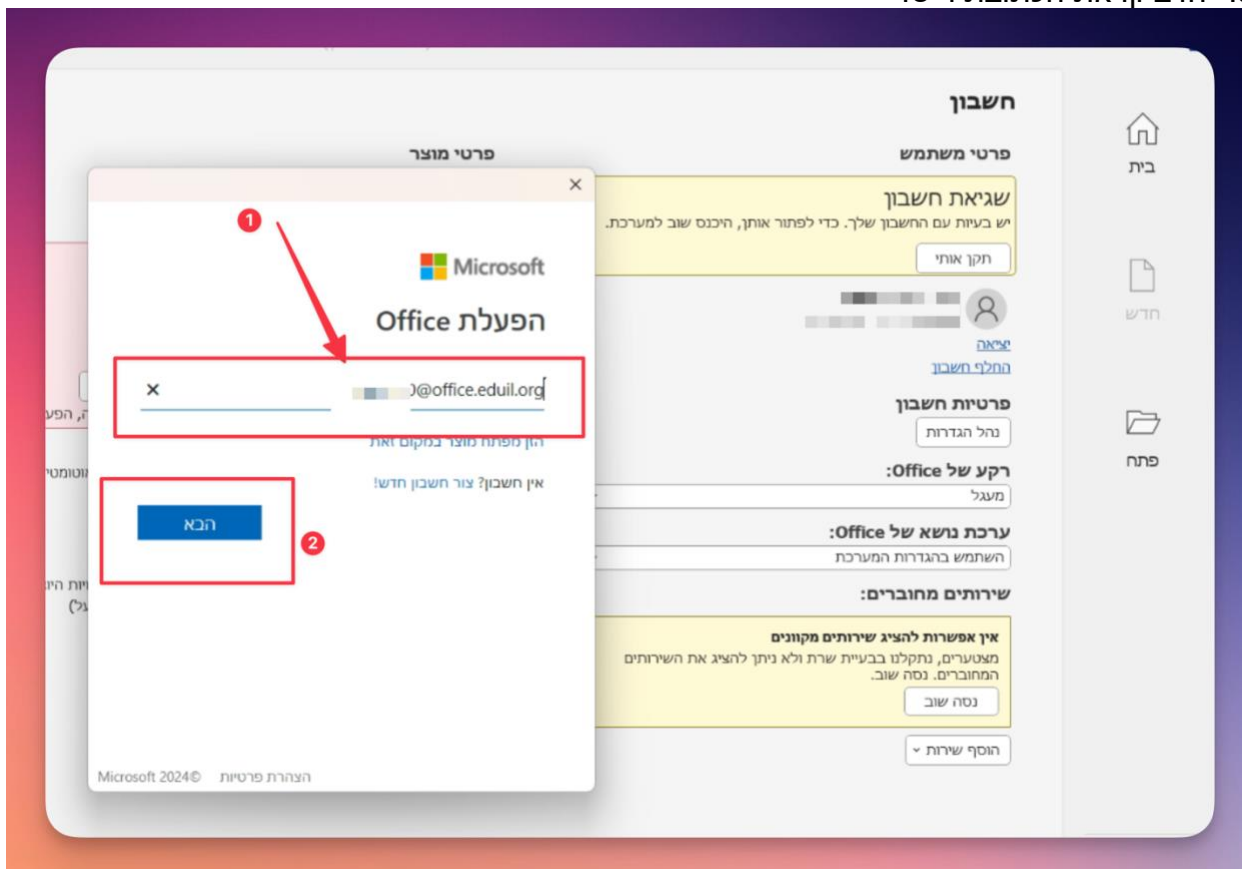 חשבון
בית
פרטי משתמש
פרטי מוצר
שגיאת חשבון
יש בעיות עם החשבון שלך. כדי לפתור אותן, היכנס שוב למערכת.
תקן אותי
חדש
יציאה
החלף חשבון
פרטיות חשבון
נהל הגדרות
פתח
רקע של Office:
מעגל
ערכת נושא של Office:
השתמש בהגדרות המערכת
שירותים מחוברים:
אין אפשרות להציג שירותים מקוונים
מצטערים, נתקלנו בבעיית שרת ולא ניתן להציג את השירותים
המחוברים. נסה שוב.
נסה שוב
הוסף שירות
1
Microsoft
הפעלת Office
0@office.eduil.org
הזן מפתח מוצר במקום זאת
אין חשבון? צור חשבון חדש!
הבא
2
הצהרת פרטיות
Microsoft 2024©